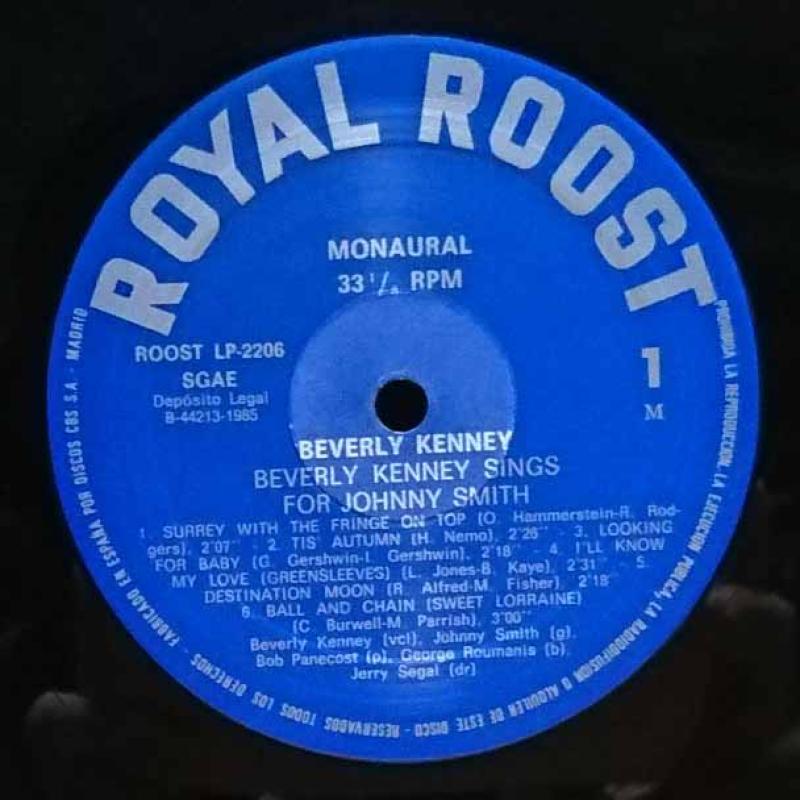 ROYAL ROOST
MONAURAL
33 1/3 RPM
ROOST LP-2206
SGAE
Depósito Legal
B-44213-1985
1
M
BEVERLY KENNEY
BEVERLY KENNEY SINGS
FOR JOHNNY SMITH
1. SURREY WITH THE FRINGE ON TOP (O. Hammerstein-R. Rod-
gers). 2'07'' - 2. TIS' AUTUMN (H. Nemo). 2'26'' - 3. LOOKING
FOR BABY (G. Gershwin-I. Gershwin). 2'18'' - 4. I'LL KNOW
MY LOVE (GREENSLEEVES) (L. Jones-B. Kaye). 2'31'' - 5.
DESTINATION MOON (R. Alfred-M. Fisher). 2'18''
6. BALL AND CHAIN (SWEET LORRAINE)
(C. Burwell-M. Parrish). 3'00''
Beverly Kenney (vcl). Johnny Smith (g).
Bob Panecost (p). George Roumanis (b).
Jerry Segal (dr)
PROHIBIDA LA REPRODUCCION, LA EJECUCION PUBLICA, LA RADIODIFUSION O ALQUILER DE ESTE DISCO - RESERVADOS TODOS LOS DERECHOS - FABRICADO EN ESPAÑA POR DISCOS CBS S.A. - MADRID